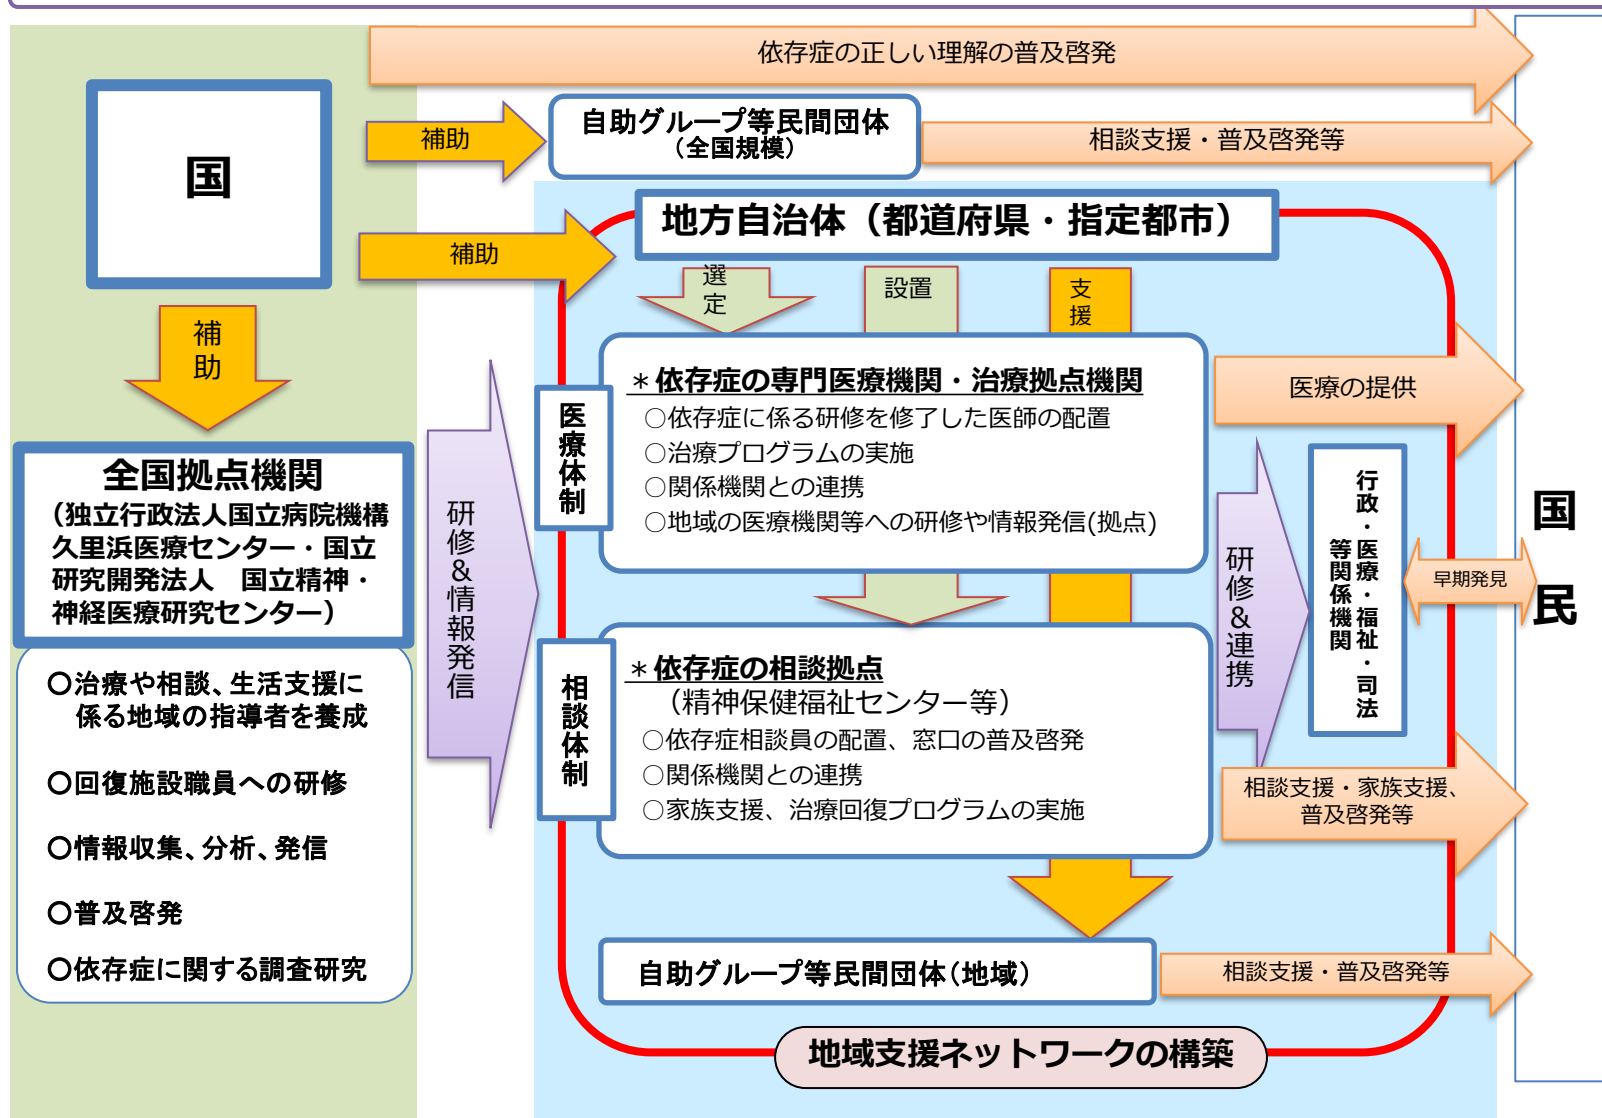 依存症の正しい理解の普及啓発
国
補助
自助グループ等民間団体
（全国規模）
相談支援・普及啓発等
補助
地方自治体（都道府県・指定都市）
選定
設置
支援
補助
全国拠点機関
（独立行政法人国立病院機構
久里浜医療センター・国立
研究開発法人　国立精神・
神経医療研究センター）
○治療や相談、生活支援に
係る地域の指導者を養成
○回復施設職員への研修
○情報収集、分析、発信
○普及啓発
○依存症に関する調査研究
研修＆情報発信
医療体制
＊依存症の専門医療機関・治療拠点機関
○依存症に係る研修を修了した医師の配置
○治療プログラムの実施
○関係機関との連携
○地域の医療機関等への研修や情報発信(拠点)
医療の提供
相談体制
＊依存症の相談拠点
（精神保健福祉センター等）
○依存症相談員の配置、窓口の普及啓発
○関係機関との連携
○家族支援、治療回復プログラムの実施
研修＆連携
行政・医療・福祉・司法
等関係機関
早期発見
国民
相談支援・家族支援、
普及啓発等
自助グループ等民間団体（地域）
相談支援・普及啓発等
地域支援ネットワークの構築